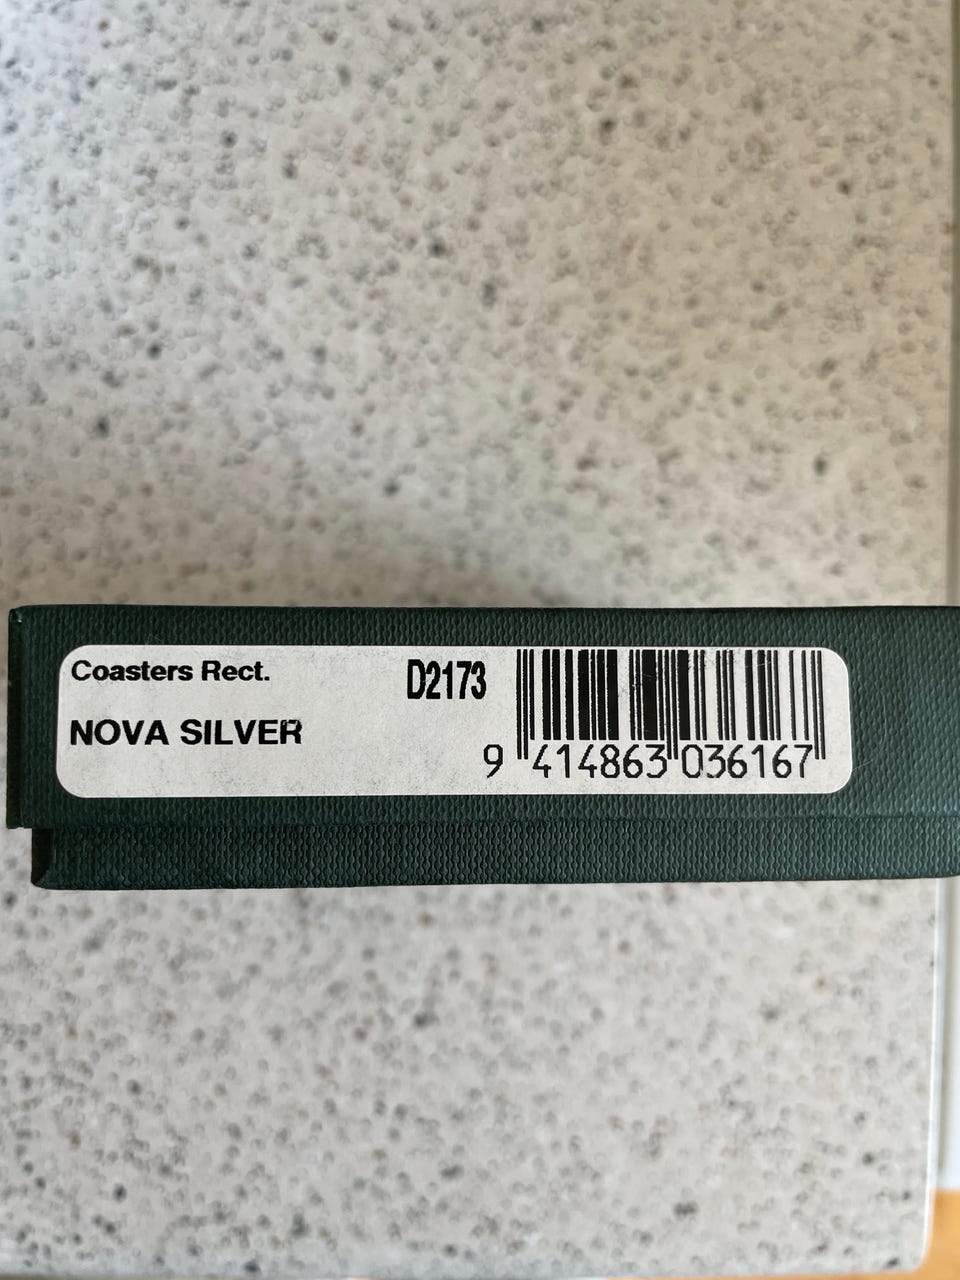 Coasters Rect.
D2173
NOVA SILVER
9 414863 036167